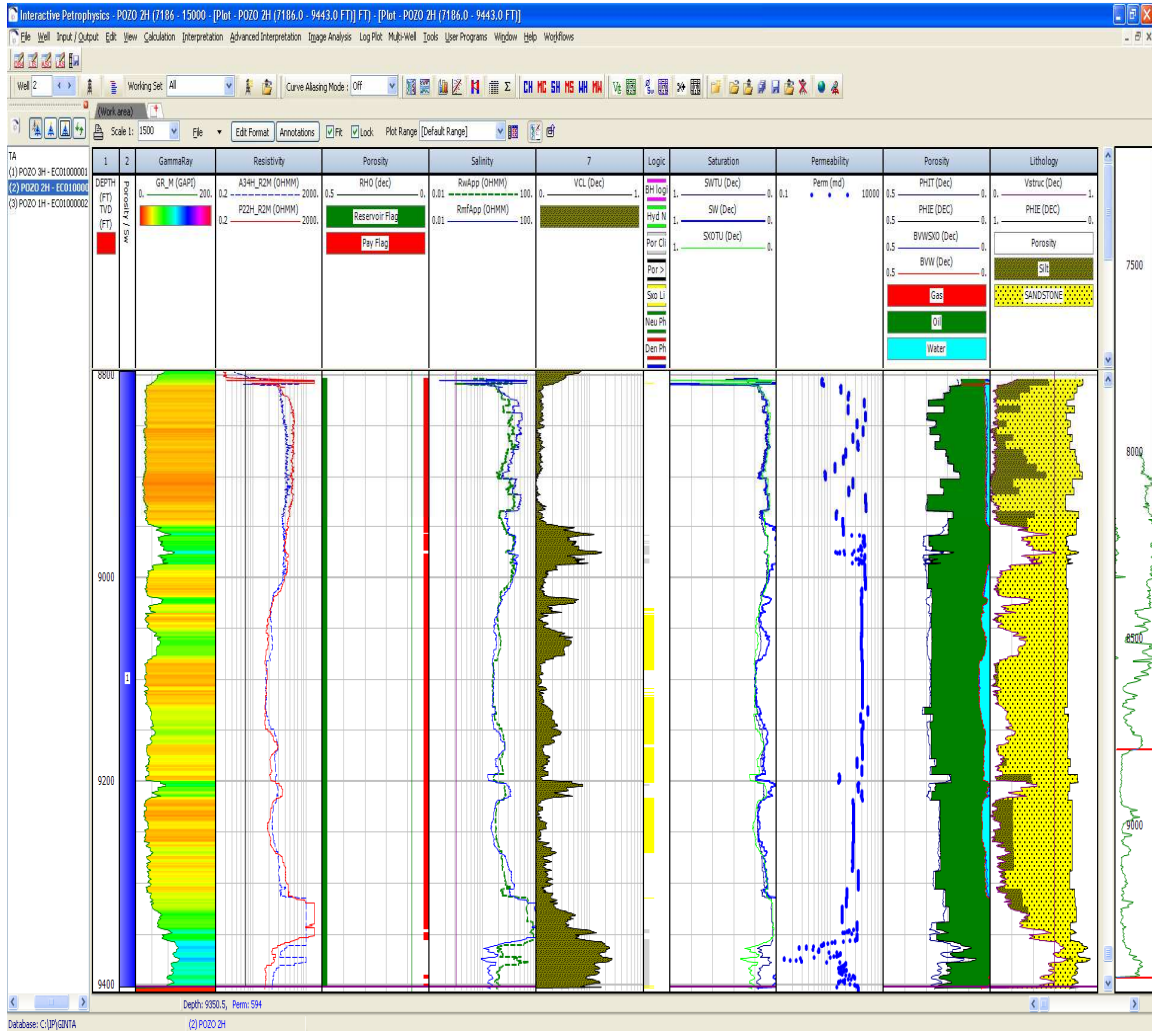 Interactive Petrophysics - POZO 2H (7186 - 15000 - [Plot - POZO 2H (7186.0 - 9443.0 FT)] FT) - [Plot - POZO 2H (7186.0 - 9443.0 FT)]
File Well Input / Output Edit View Calculation Interpretation Advanced Interpretation Image Analysis Log Plot Multi-Well Tools User Programs Window Help Workflows
Well 2 Working Set All Curve Aliasing Mode : Off CH MC SH MS WH MW
(Work area)
Scale 1: 1500 File Edit Format Annotations Fit Lock Plot Range [Default Range]
TA
(1) POZO 3H - EC01000001
(2) POZO 2H - EC010000
(3) POZO 1H - EC01000002
1 2 GammaRay Resistivity Porosity Salinity 7 Logic Saturation Permeability Porosity Lithology
DEPTH
(FT)
TVD
(FT)
Porosity / Sw
GR_M (GAPI)
0. 200.
A34H_R2M (OHMM)
0.2 2000.
P22H_R2M (OHMM)
0.2 2000.
RHO (dec)
0.5 0.
Reservoir Flag
Pay Flag
RwApp (OHMM)
0.01 100.
RmfApp (OHMM)
0.01 100.
VCL (Dec)
0. 1.
BH logi
Hyd N
Por Cli
Por >
Sxo Li
Neu Ph
Den Ph
SWTU (Dec)
1. 0.
SW (Dec)
1. 0.
SXOTU (Dec)
1. 0.
Perm (md)
0.1 10000
PHIT (Dec)
0.5 0.
PHIE (DEC)
0.5 0.
BVWSXO (Dec)
0.5 0.
BVW (Dec)
0.5 0.
Gas
Oil
Water
Vstruc (Dec)
0. 1.
PHIE (DEC)
1. 0.
Porosity
Silt
SANDSTONE
7500
8000
8500
9000
8800
9000
1
9200
9400
Depth: 9350.5, Perm: 594
Database: C:\IP\GINTA (2) POZO 2H